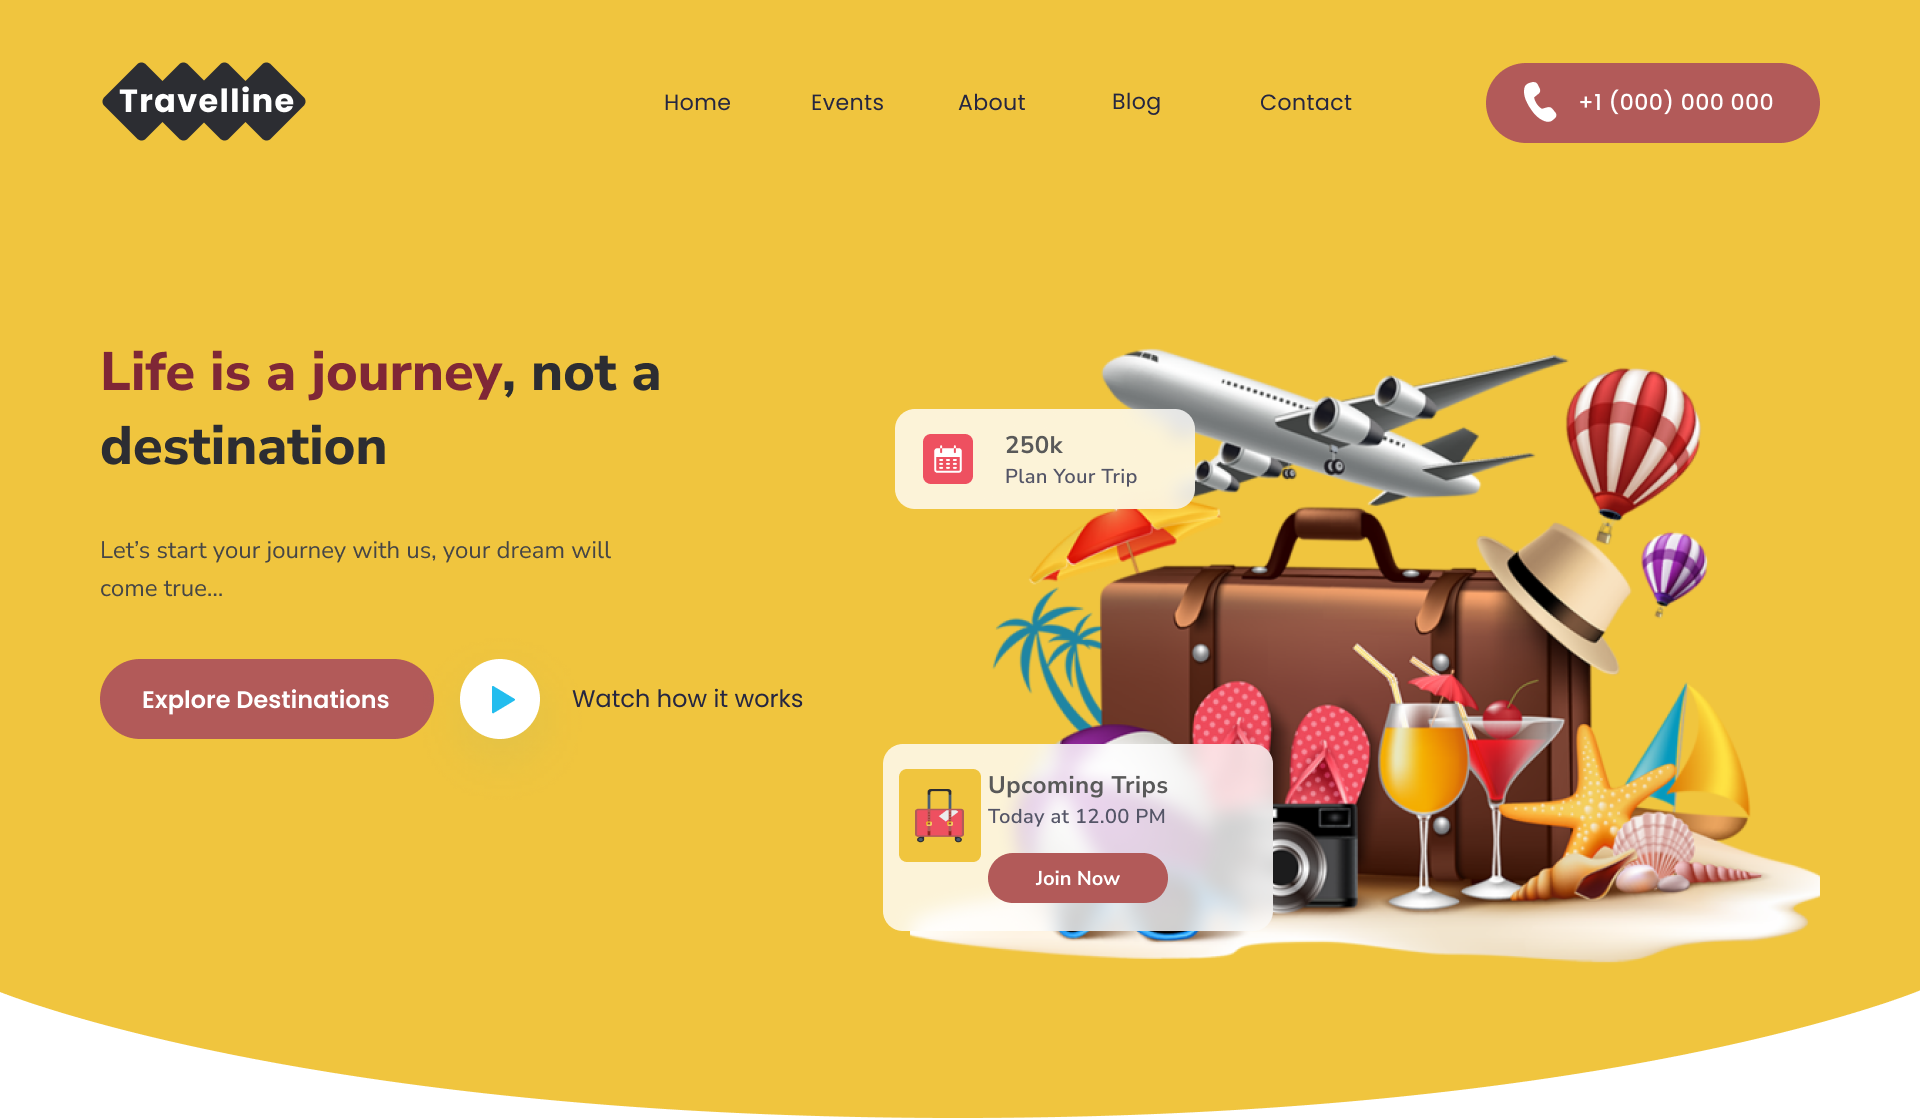 Travelline
Home
Events
About
Blog
Contact
+1 (000) 000 000
Life is a journey, not a
destination
Let’s start your journey with us, your dream will
come true...
Explore Destinations
Watch how it works
250k
Plan Your Trip
Upcoming Trips
Today at 12.00 PM
Join Now